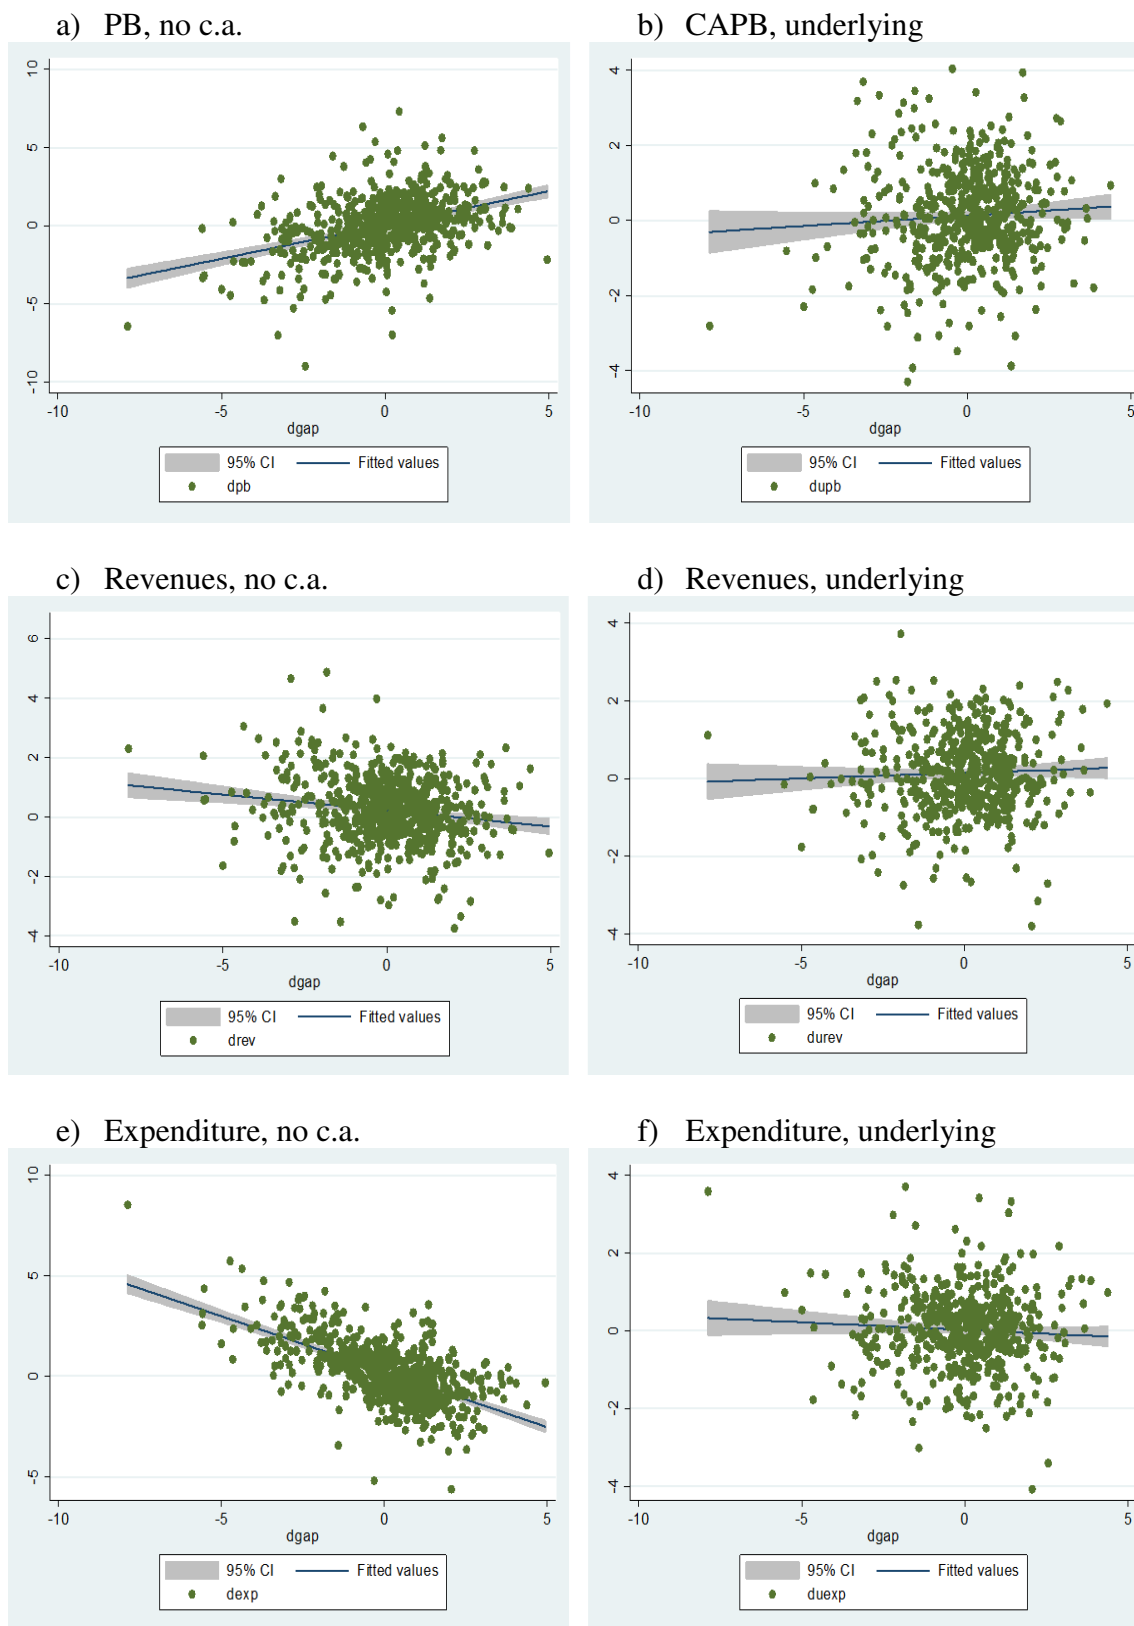 a) PB, no c.a.
b) CAPB, underlying
10
5
0
-5
-10
-10
-5
0
5
dgap
95% CI
Fitted values
dpb
4
2
0
-2
-4
-10
-5
0
5
dgap
95% CI
Fitted values
dupb
c) Revenues, no c.a.
d) Revenues, underlying
6
4
2
0
-2
-4
-10
-5
0
5
dgap
95% CI
Fitted values
drev
4
2
0
-2
-4
-10
-5
0
5
dgap
95% CI
Fitted values
durev
e) Expenditure, no c.a.
f) Expenditure, underlying
10
5
0
-5
-10
-5
0
5
dgap
95% CI
Fitted values
dexp
4
2
0
-2
-4
-10
-5
0
5
dgap
95% CI
Fitted values
duexp